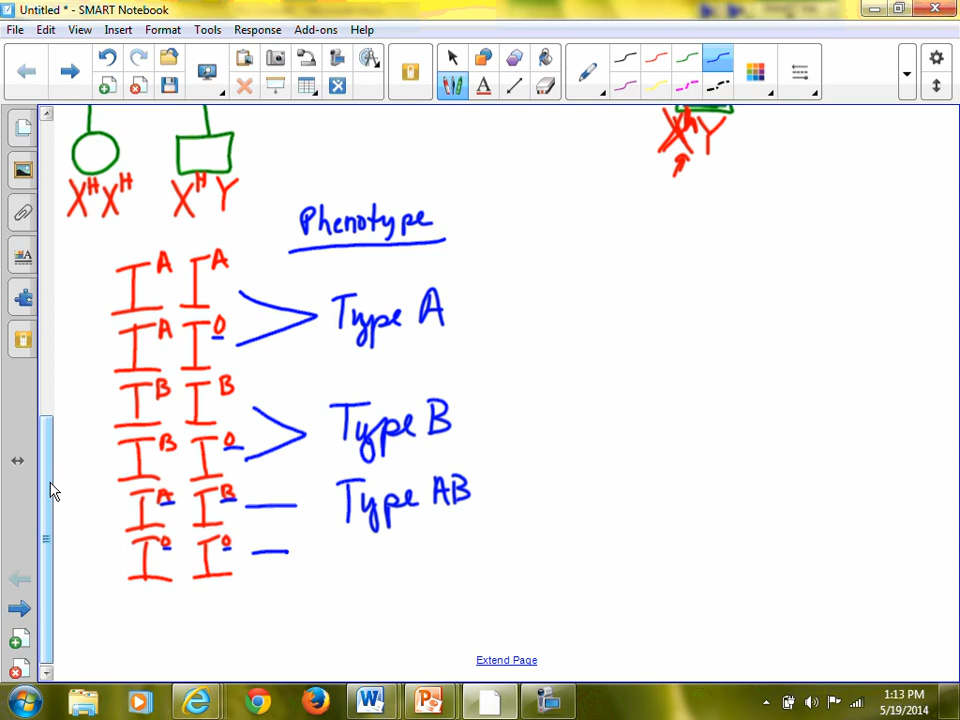 Untitled * - SMART Notebook
File Edit View Insert Format Tools Response Add-ons Help
X^h Y
X^H X^H X^H Y
Phenotype
I^A I^A
Type A
I^A I^O
I^B I^B
Type B
I^B I^O
I^A I^B — Type AB
I^O I^O —
Extend Page
1:13 PM
5/19/2014